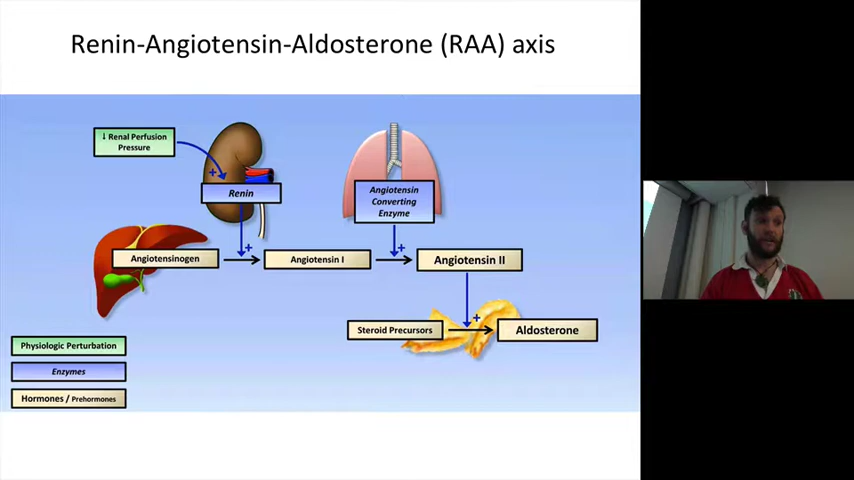 Renin-Angiotensin-Aldosterone (RAA) axis
↓ Renal Perfusion
Pressure
+
Renin
Angiotensin
Converting
Enzyme
+
+
Angiotensinogen
Angiotensin I
Angiotensin II
+
Steroid Precursors
Aldosterone
Physiologic Perturbation
Enzymes
Hormones / Prehormones